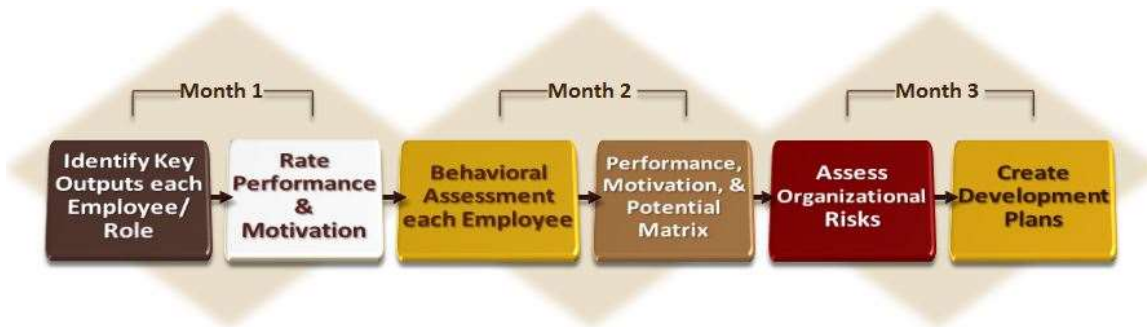 Month 1
Month 2
Month 3
Identify Key
Outputs each
Employee/
Role
Rate
Performance
&
Motivation
Behavioral
Assessment
each Employee
Performance,
Motivation, &
Potential
Matrix
Assess
Organizational
Risks
Create
Development
Plans